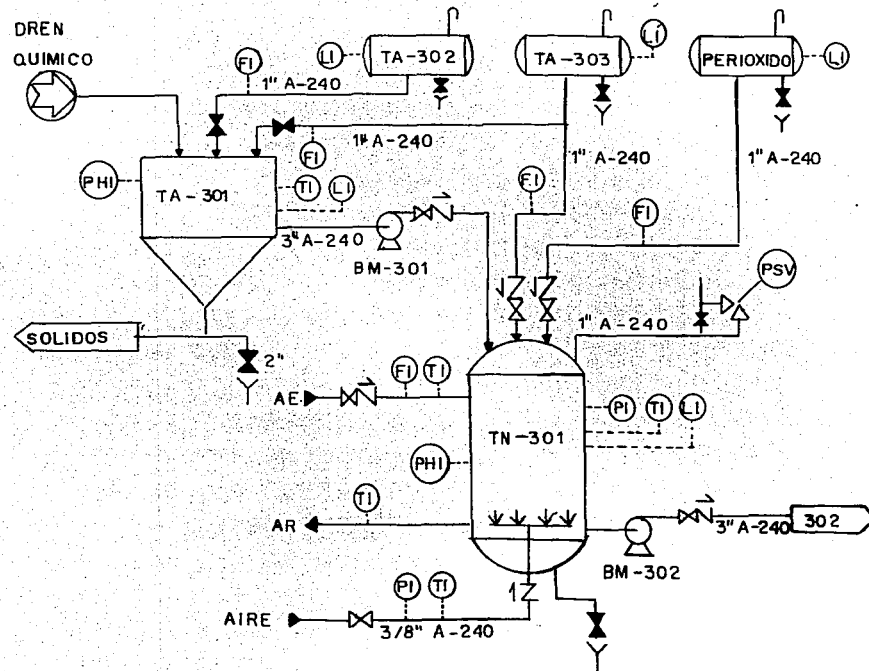 DREN
QUIMICO
LI
TA-302
TA-303
LÍ
PERIOXIDO
LI
FI
1" A-240
FI
1" A-240
1" A-240
1" A-240
PHI
TA-301
TI
LI
3" A-240
BM-301
FI
FI
PSV
1" A-240
SOLIDOS
2"
AE
FI
TI
PI
TI
LI
TN-301
PHI
AR
TI
3" A-240
302
BM-302
AIRE
PI
TI
3/8" A-240